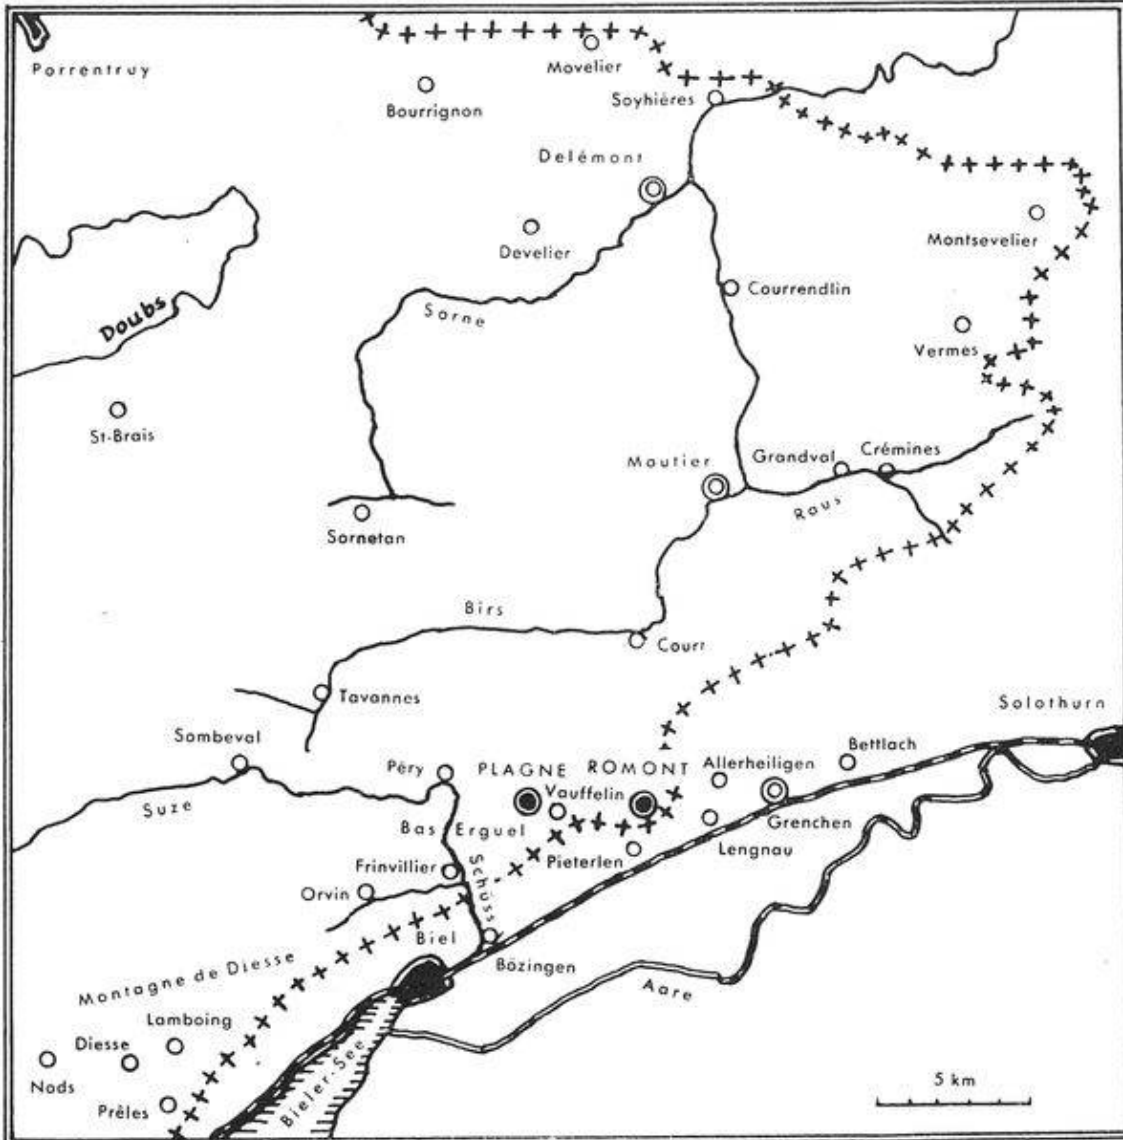 Porrentruy
Movelier
Bourrignon
Soyhiéres
Delémont
Develier
Montsevelier
Courrendlin
Sorne
Doubs
Vermes
St-Brais
Moutier
Grandval
Crémines
Raus
Sornetan
Birs
Court
Tavannes
Solothurn
Sombeval
Péry
PLAGNE
ROMONT
Allerheiligen
Bettlach
Vauffelin
Suze
Bas Erguel
Grenchen
Lengnau
Pieterlen
Frinvillier
Schüss
Orvin
Biel
Bözingen
Montagne de Diesse
Aare
Lamboing
Diesse
Nods
Prêles
Bieler-See
5 km